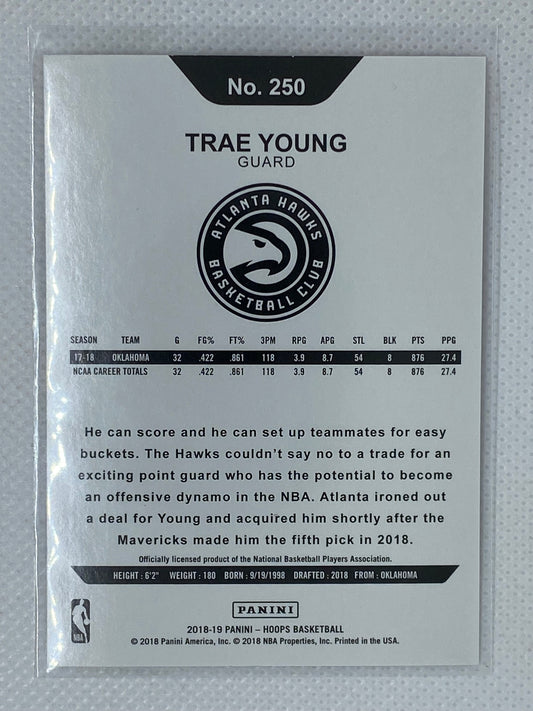 No. 250
TRAE YOUNG
GUARD
ATLANTA HAWKS
BASKETBALL CLUB
SEASON TEAM G FG% FT% 3PM RPG APG STL BLK PTS PPG
17-18 OKLAHOMA 32 .422 .861 118 3.9 8.7 54 8 876 27.4
NCAA CAREER TOTALS 32 .422 .861 118 3.9 8.7 54 8 876 27.4
He can score and he can set up teammates for easy
buckets. The Hawks couldn't say no to a trade for an
exciting point guard who has the potential to become
an offensive dynamo in the NBA. Atlanta ironed out
a deal for Young and acquired him shortly after the
Mavericks made him the fifth pick in 2018.
Officially licensed product of the National Basketball Players Association.
HEIGHT: 6'2" WEIGHT: 180 BORN: 9/19/1998 DRAFTED: 2018 FROM: OKLAHOMA
PANINI
NBA
2018-19 PANINI – HOOPS BASKETBALL
© 2018 Panini America, Inc. © 2018 NBA Properties, Inc. Printed in the USA.